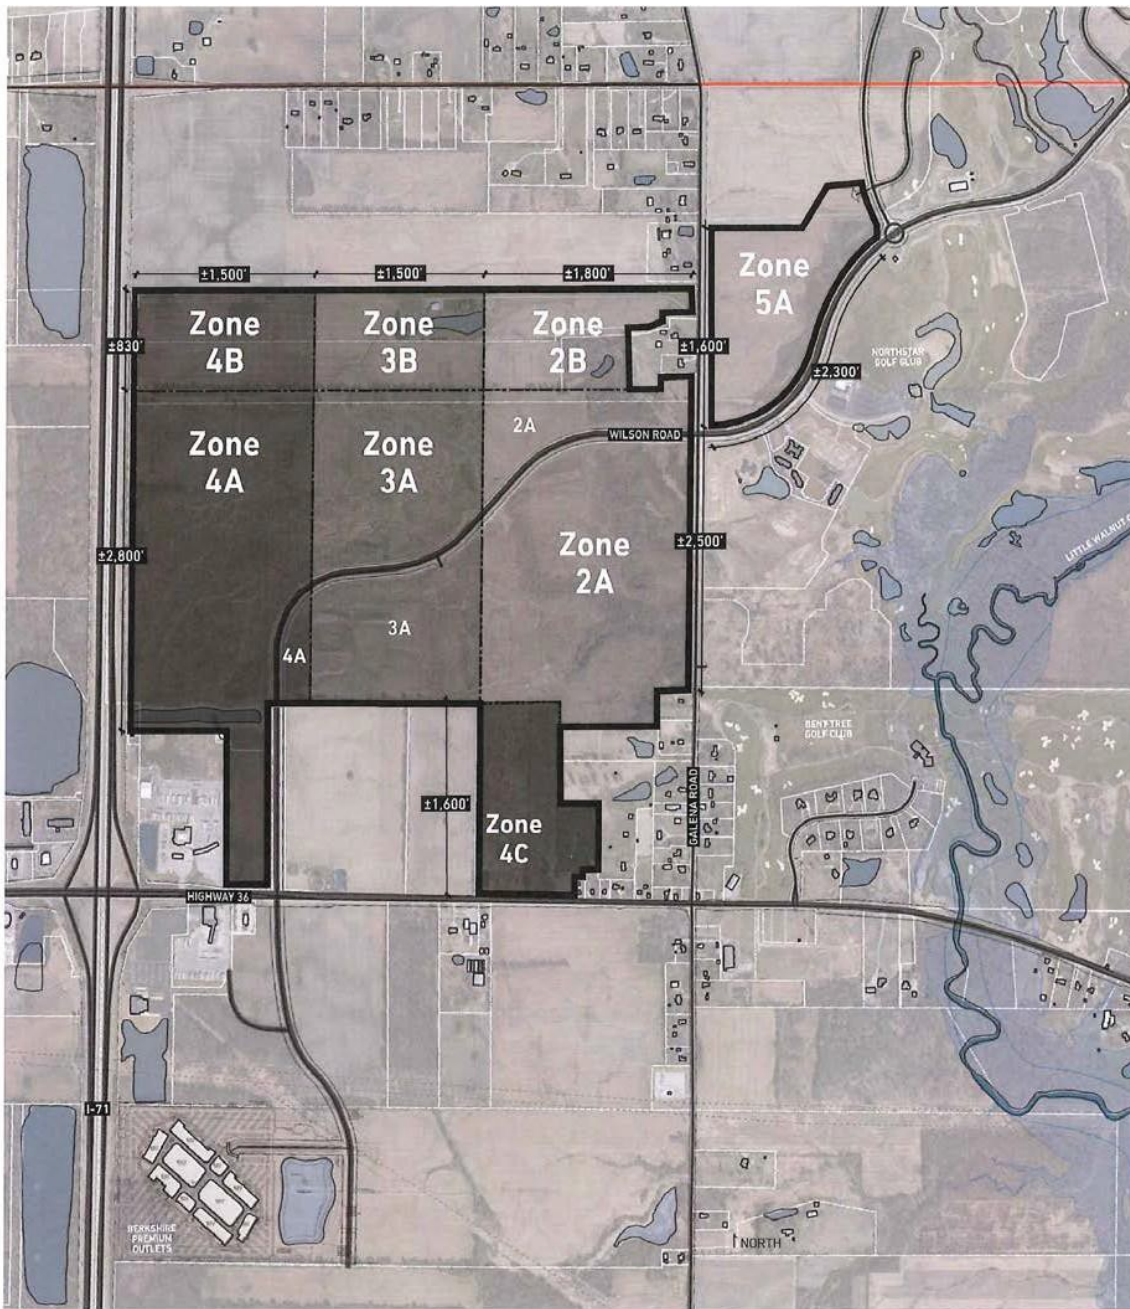 ±1,500'
±1,500'
±1,800'
Zone
5A
Zone
4B
Zone
3B
Zone
2B
±830'
±1,600'
NORTHSTAR
GOLF CLUB
±2,300'
2A
WILSON ROAD
Zone
4A
Zone
3A
Zone
2A
±2,800'
±2,500'
LITTLE WALNUT
3A
4A
BENT TREE
GOLF CLUB
GALENA ROAD
±1,600'
Zone
4C
HIGHWAY 36
I-71
BERKSHIRE
PREMIUM
OUTLETS
NORTH